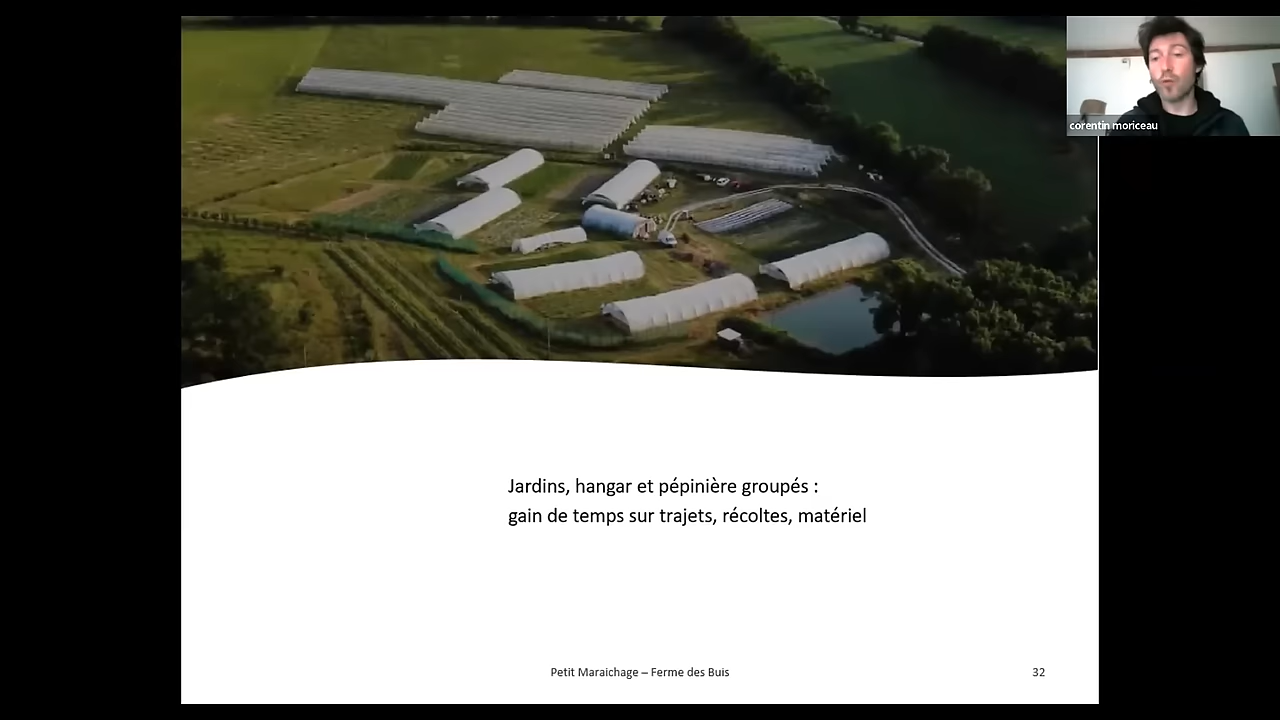 corentin moriceau
Jardins, hangar et pépinière groupés :
gain de temps sur trajets, récoltes, matériel
Petit Maraichage – Ferme des Buis
32